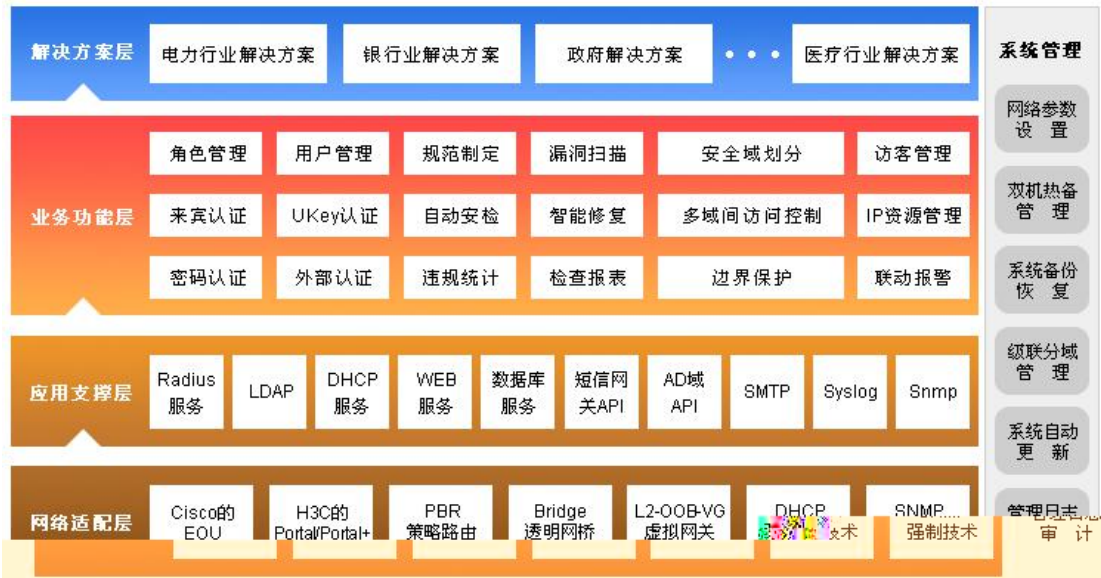 解决方案层
电力行业解决方案
银行业解决方案
政府解决方案
• • •
医疗行业解决方案
业务功能层
角色管理
用户管理
规范制定
漏洞扫描
安全域划分
访客管理
来宾认证
UKey认证
自动安检
智能修复
多域间访问控制
IP资源管理
密码认证
外部认证
违规统计
检查报表
边界保护
联动报警
应用支撑层
Radius
服务
LDAP
DHCP
服务
WEB
服务
数据库
服务
短信网
关API
AD域
API
SMTP
Syslog
Snmp
网络适配层
Cisco的
EOU
H3C的
Portal/Portal+
PBR
策略路由
Bridge
透明网桥
L2-OOB-VG
虚拟网关
DHCP
技术
SNMP
强制技术
系统管理
网络参数
设 置
双机热备
管 理
系统备份
恢 复
级联分域
管 理
系统自动
更 新
管理日志
审 计